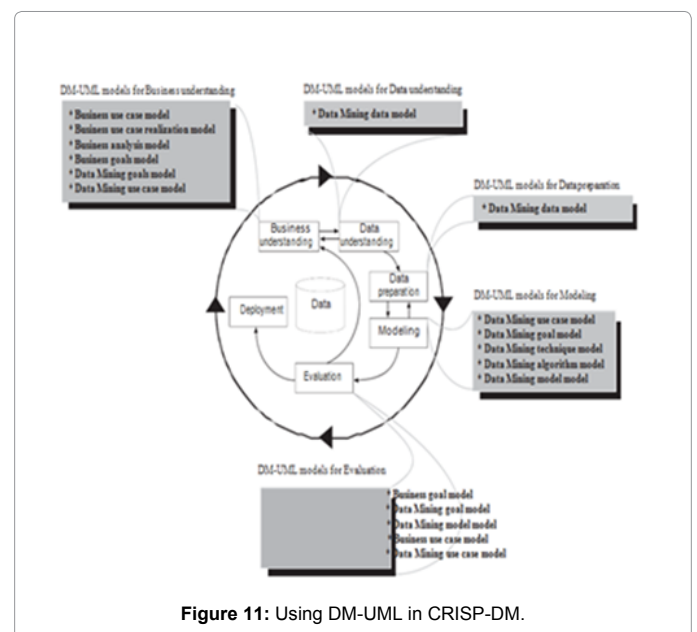 DM-UML models for Business understanding
* Business use case model
* Business use case realization model
* Business analysis model
* Business goals model
* Data Mining goals model
* Data Mining use case model
DM-UML models for Data understanding
* Data Mining data model
DM-UML models for Datapreparation
* Data Mining data model
DM-UML models for Modeling
* Data Mining use case model
* Data Mining goal model
* Data Mining technique model
* Data Mining algorithm model
* Data Mining model model
Business
understanding
Data
understanding
Data
preparation
Modeling
Deployment
Data
Evaluation
DM-UML models for Evaluation
* Business goal model
* Data Mining goal model
* Data Mining model model
* Business use case model
* Data Mining use case model
Figure 11: Using DM-UML in CRISP-DM.